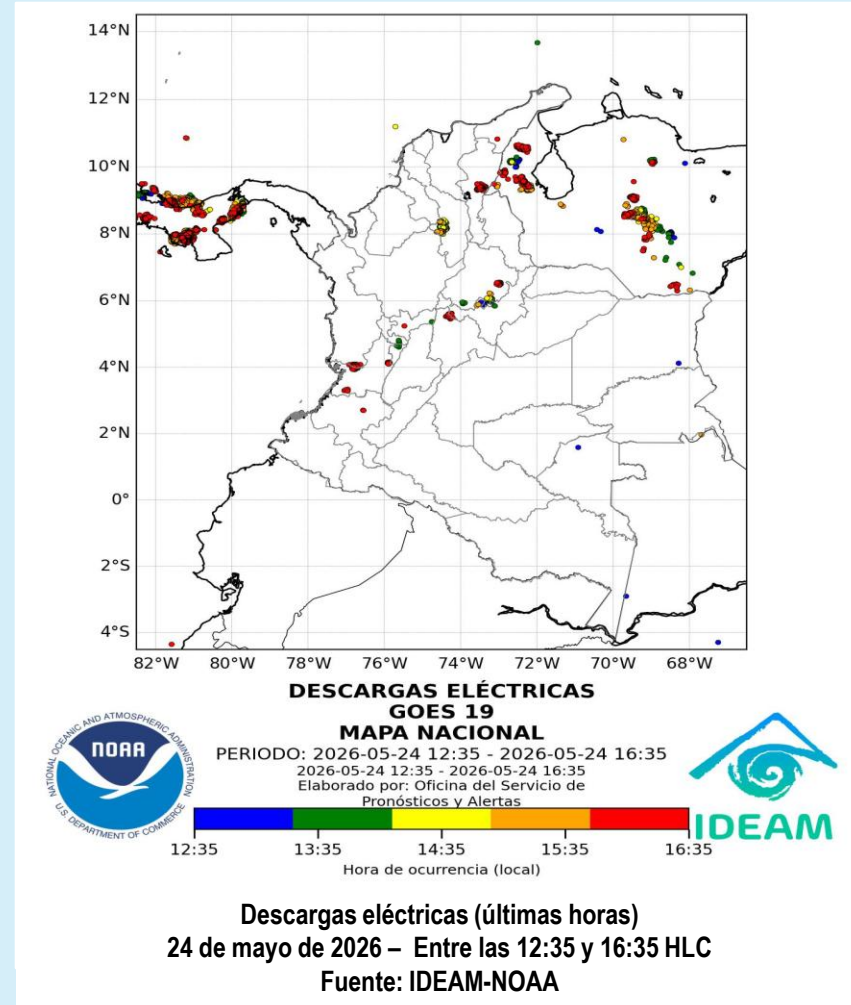 14°N
12°N
10°N
8°N
6°N
4°N
2°N
0°
2°S
4°S
82°W 80°W 78°W 76°W 74°W 72°W 70°W 68°W
DESCARGAS ELÉCTRICAS
GOES 19
MAPA NACIONAL
PERIODO: 2026-05-24 12:35 - 2026-05-24 16:35
2026-05-24 12:35 - 2026-05-24 16:35
Elaborado por: Oficina del Servicio de
Pronósticos y Alertas
NATIONAL OCEANIC AND ATMOSPHERIC ADMINISTRATION
NOAA
U.S. DEPARTMENT OF COMMERCE
IDEAM
12:35 13:35 14:35 15:35 16:35
Hora de ocurrencia (local)
Descargas eléctricas (últimas horas)
24 de mayo de 2026 – Entre las 12:35 y 16:35 HLC
Fuente: IDEAM-NOAA